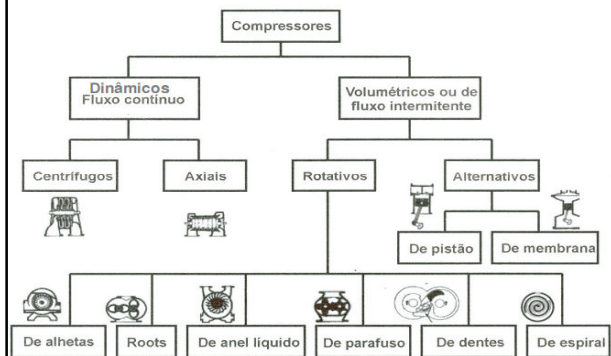 Compressores
Dinâmicos
Fluxo contínuo
Volumétricos ou de
fluxo intermitente
Centrífugos
Axiais
Rotativos
Alternativos
De pistão
De membrana
De alhetas
Roots
De anel líquido
De parafuso
De dentes
De espiral